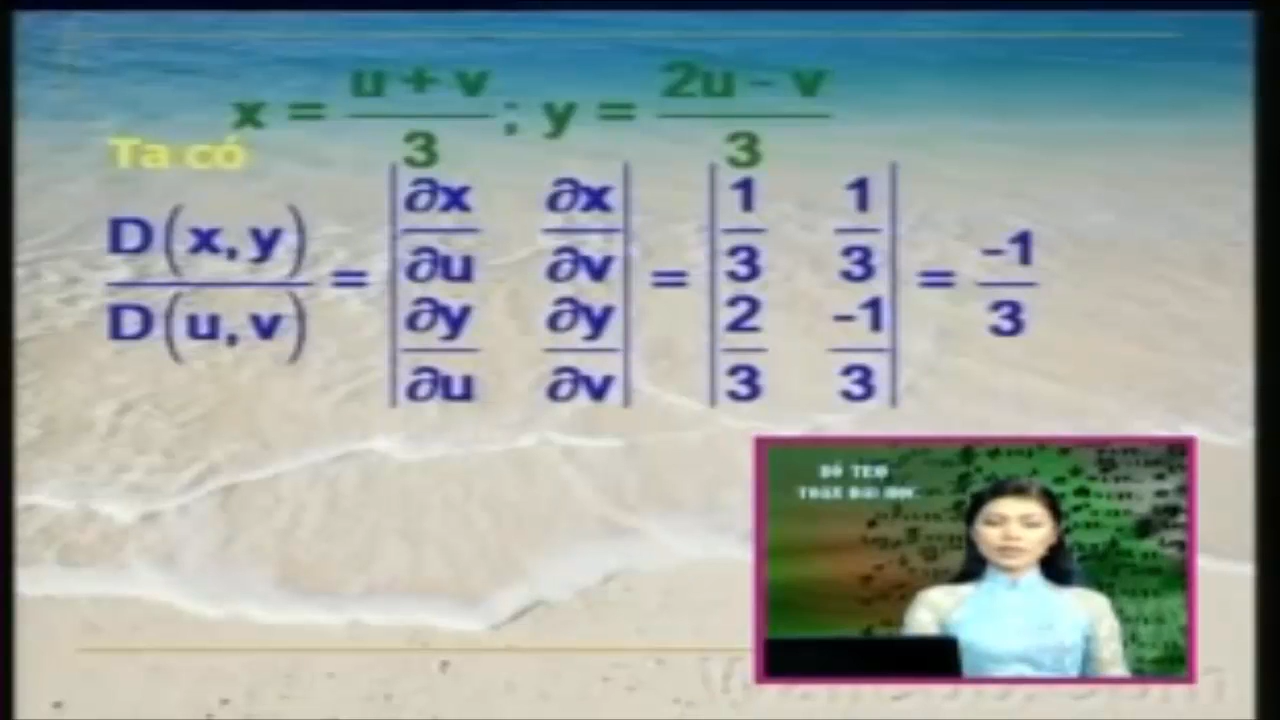 x = (u + v)/3 ; y = (2u - v)/3
Ta có
D(x, y)/D(u, v) = |∂x/∂u ∂x/∂v; ∂y/∂u ∂y/∂v| = |1/3 1/3; 2/3 -1/3| = -1/3